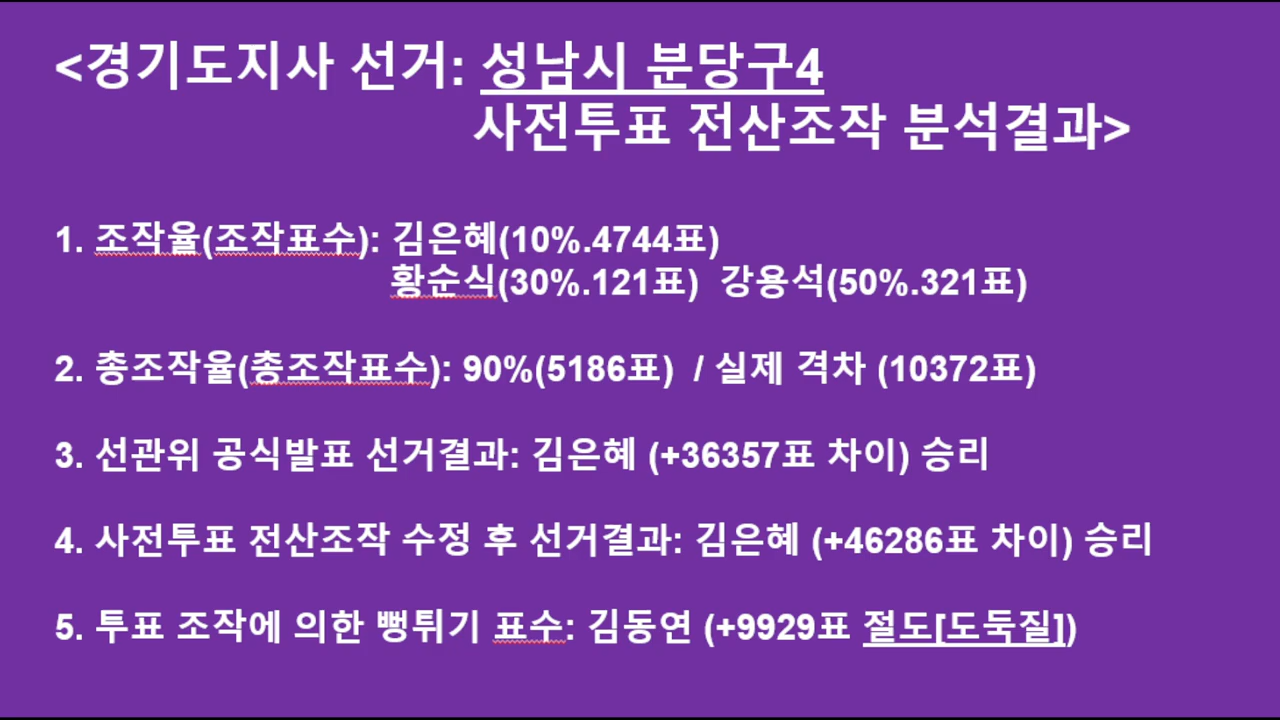 <경기도지사 선거: 성남시 분당구4
사전투표 전산조작 분석결과>
1. 조작율(조작표수): 김은혜(10%.4744표)
황순식(30%.121표) 강용석(50%.321표)
2. 총조작율(총조작표수): 90%(5186표) / 실제 격차 (10372표)
3. 선관위 공식발표 선거결과: 김은혜 (+36357표 차이) 승리
4. 사전투표 전산조작 수정 후 선거결과: 김은혜 (+46286표 차이) 승리
5. 투표 조작에 의한 뻥튀기 표수: 김동연 (+9929표 절도[도둑질])